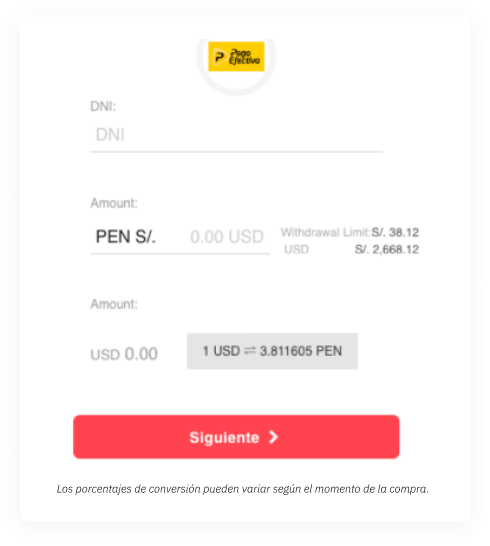 Pago
Efectivo
DNI:
DNI
Amount:
PEN S/. 0.00 USD Withdrawal Limit:S/. 38.12
USD S/. 2,668.12
Amount:
USD 0.00 1 USD ⇌ 3.811605 PEN
Siguiente
Los porcentajes de conversión pueden variar según el momento de la compra.